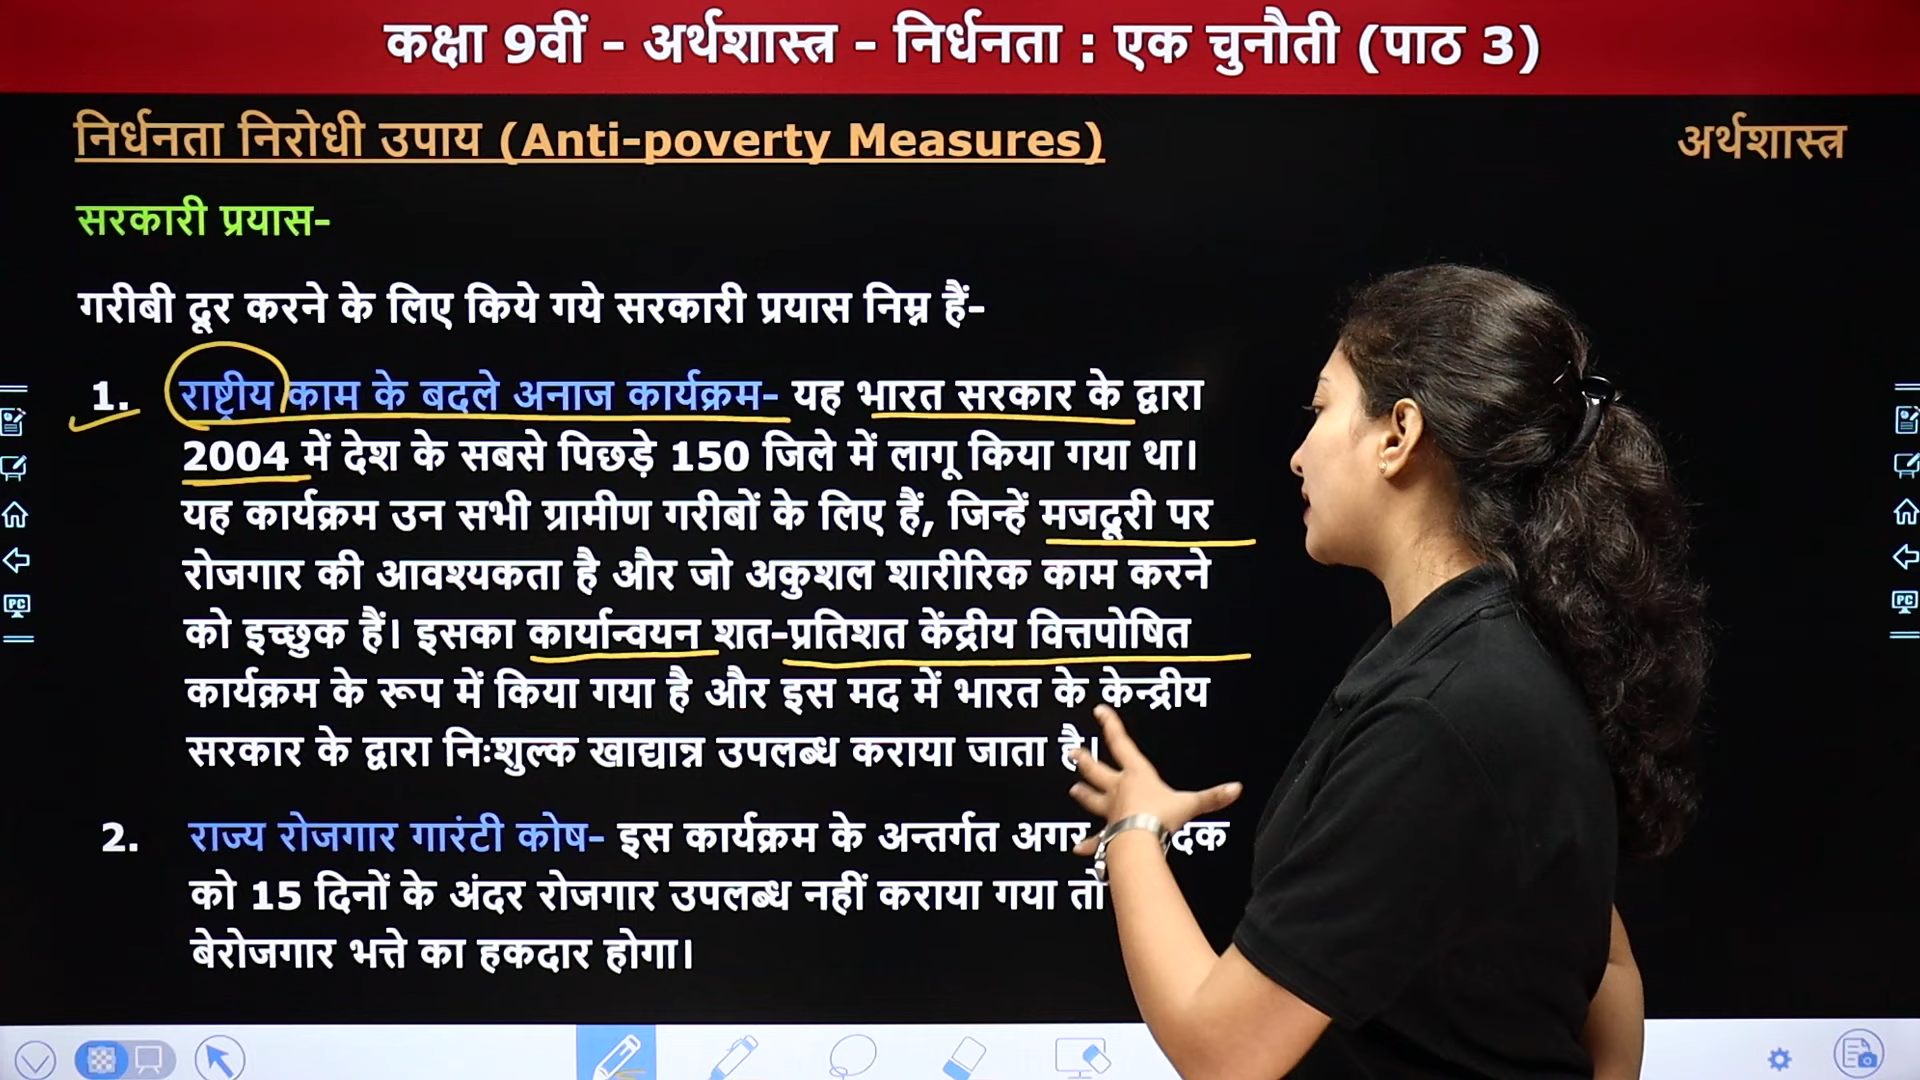 कक्षा 9वीं - अर्थशास्त्र - निर्धनता : एक चुनौती (पाठ 3)
निर्धनता निरोधी उपाय (Anti-poverty Measures)
अर्थशास्त्र
सरकारी प्रयास-
गरीबी दूर करने के लिए किये गये सरकारी प्रयास निम्न हैं-
1. राष्ट्रीय काम के बदले अनाज कार्यक्रम- यह भारत सरकार के द्वारा
2004 में देश के सबसे पिछड़े 150 जिले में लागू किया गया था।
यह कार्यक्रम उन सभी ग्रामीण गरीबों के लिए हैं, जिन्हें मजदूरी पर
रोजगार की आवश्यकता है और जो अकुशल शारीरिक काम करने
को इच्छुक हैं। इसका कार्यान्वयन शत-प्रतिशत केंद्रीय वित्तपोषित
कार्यक्रम के रूप में किया गया है और इस मद में भारत के केन्द्रीय
सरकार के द्वारा निःशुल्क खाद्यान्न उपलब्ध कराया जाता है।
2. राज्य रोजगार गारंटी कोष- इस कार्यक्रम के अन्तर्गत अगर
को 15 दिनों के अंदर रोजगार उपलब्ध नहीं कराया गया तो
बेरोजगार भत्ते का हकदार होगा।
PC
PC